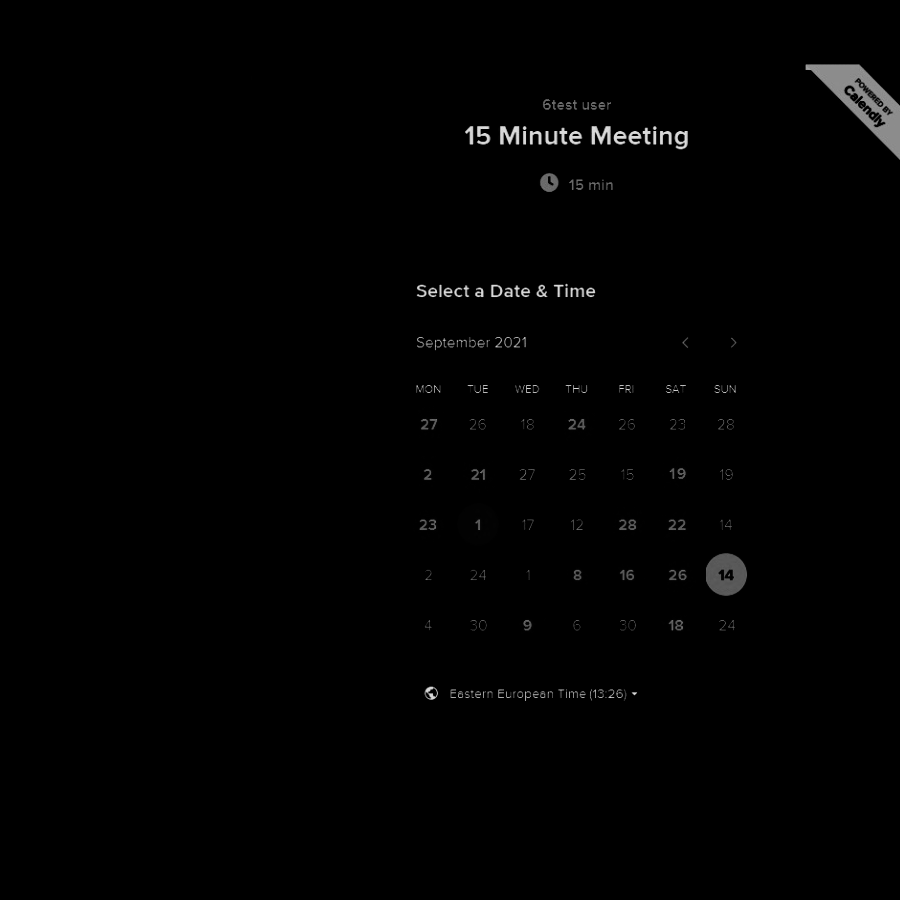 POWERED BY
Calendly
6test user
15 Minute Meeting
15 min
Select a Date & Time
September 2021
MON TUE WED THU FRI SAT SUN
27 26 18 24 26 23 28
2 21 27 25 15 19 19
23 1 17 12 28 22 14
2 24 1 8 16 26 14
4 30 9 6 30 18 24
Eastern European Time (13:26)